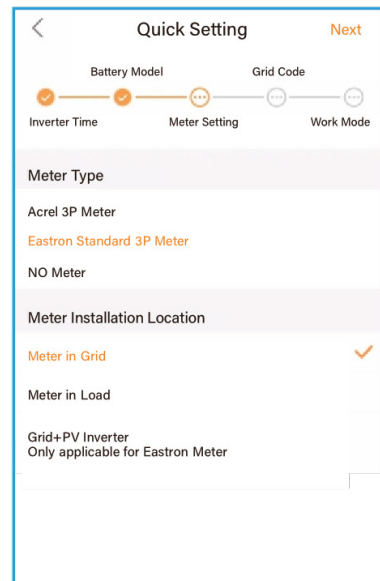 Quick Setting
Next
Battery Model
Grid Code
Inverter Time
Meter Setting
Work Mode
Meter Type
Acrel 3P Meter
Eastron Standard 3P Meter
NO Meter
Meter Installation Location
Meter in Grid
Meter in Load
Grid+PV Inverter
Only applicable for Eastron Meter